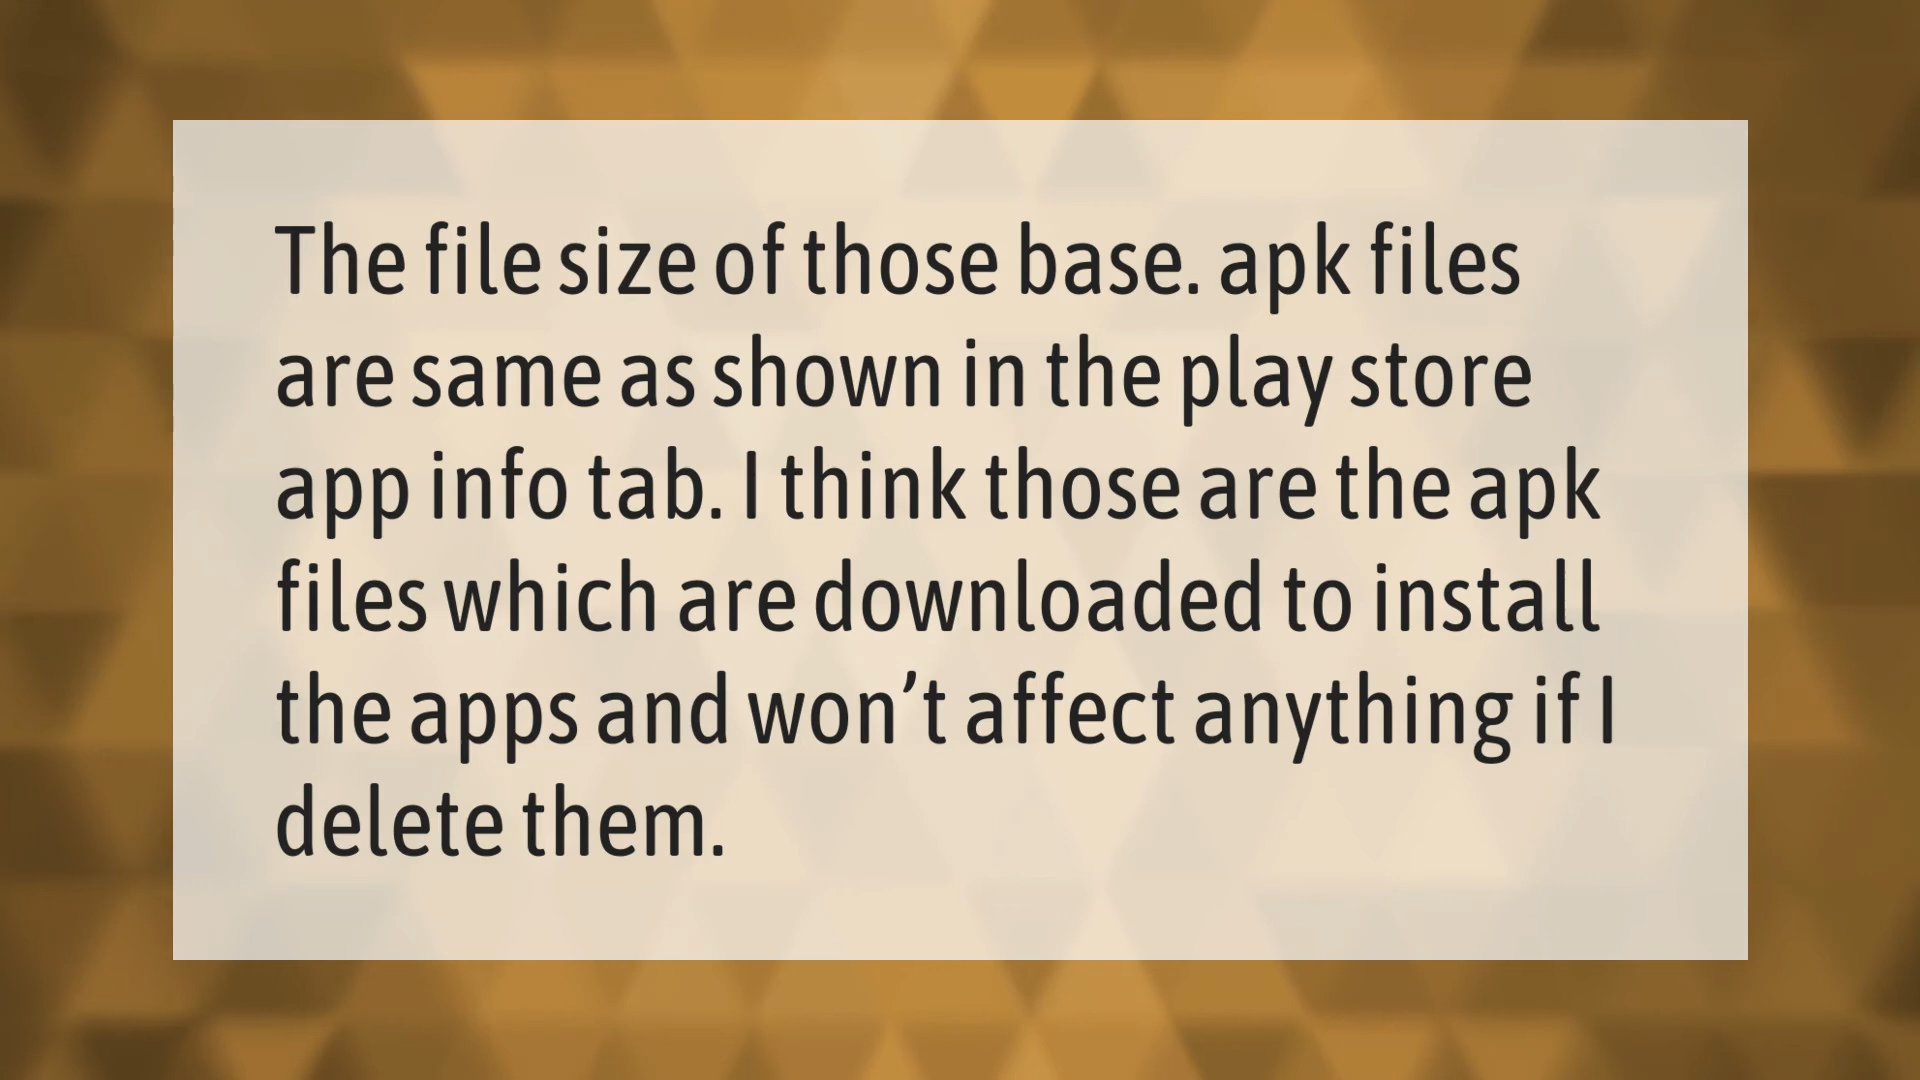 The file size of those base. apk files
are same as shown in the play store
app info tab. I think those are the apk
files which are downloaded to install
the apps and won’t affect anything if I
delete them.